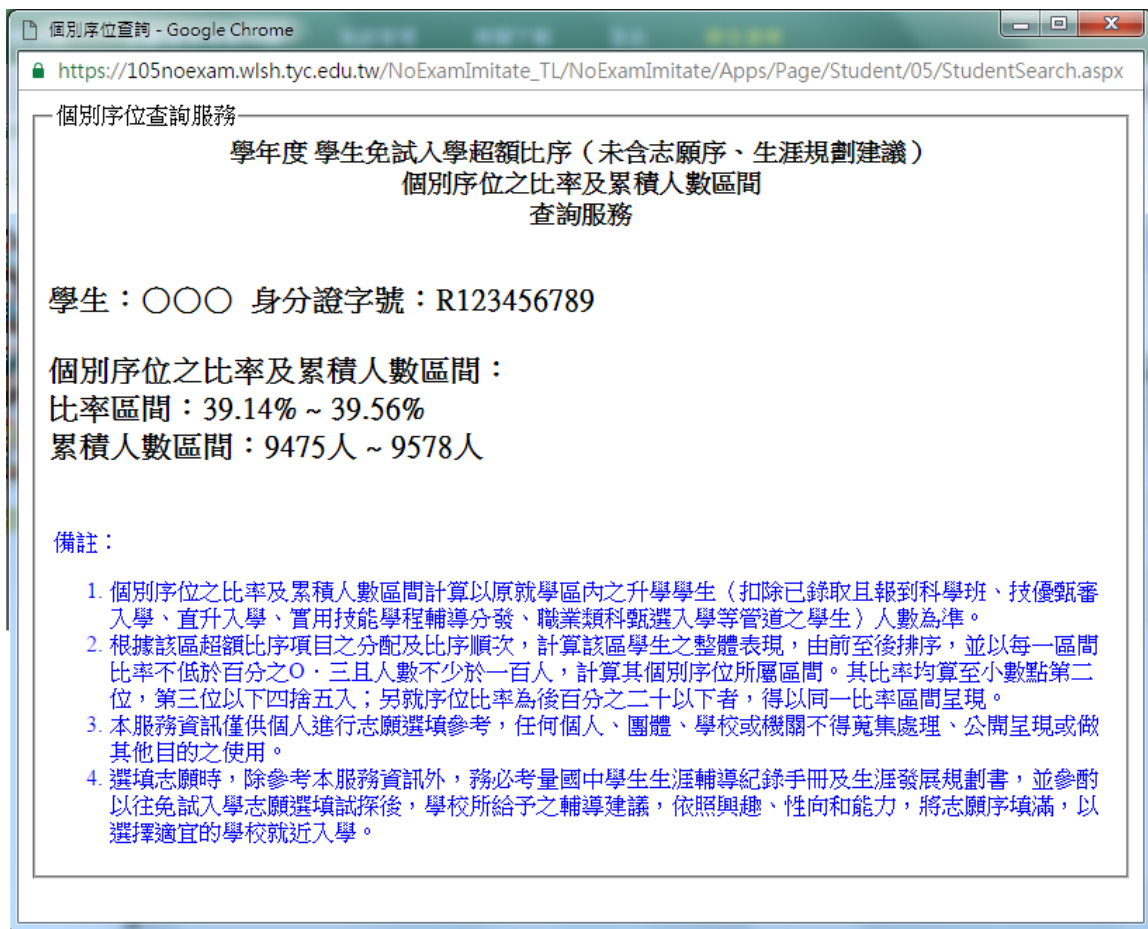 個別序位查詢 - Google Chrome
https://105noexam.wlsh.tyc.edu.tw/NoExamImitate_TL/NoExamImitate/Apps/Page/Student/05/StudentSearch.aspx
個別序位查詢服務
學年度 學生免試入學超額比序（未含志願序、生涯規劃建議）
個別序位之比率及累積人數區間
查詢服務
學生：○○○ 身分證字號：R123456789
個別序位之比率及累積人數區間：
比率區間：39.14% ~ 39.56%
累積人數區間：9475人 ~ 9578人
備註：
1. 個別序位之比率及累積人數區間計算以原就學區內之升學學生（扣除已錄取且報到科學班、技優甄審
入學、直升入學、實用技能學程輔導分發、職業類科甄選入學等管道之學生）人數為準。
2. 根據該區超額比序項目之分配及比序順次，計算該區學生之整體表現，由前至後排序，並以每一區間
比率不低於百分之O．三且人數不少於一百人，計算其個別序位所屬區間。其比率均算至小數點第二
位，第三位以下四捨五入；另就序位比率為後百分之二十以下者，得以同一比率區間呈現。
3. 本服務資訊僅供個人進行志願選填參考，任何個人、團體、學校或機關不得蒐集處理、公開呈現或做
其他目的之使用。
4. 選填志願時，除參考本服務資訊外，務必考量國中學生生涯輔導紀錄手冊及生涯發展規劃書，並參酌
以往免試入學志願選填試探後，學校所給予之輔導建議，依照興趣、性向和能力，將志願序填滿，以
選擇適宜的學校就近入學。